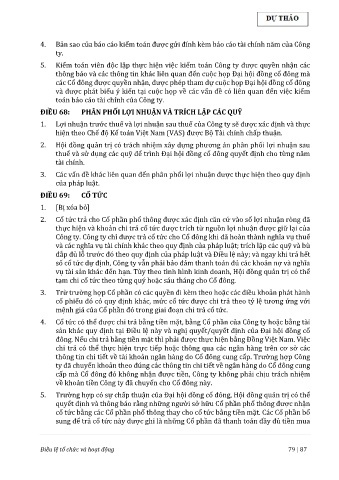 DỰ THẢO
4. Bản sao của báo cáo kiểm toán được gửi đính kèm báo cáo tài chính năm của Công
ty.
5. Kiểm toán viên độc lập thực hiện việc kiểm toán Công ty được quyền nhận các
thông báo và các thông tin khác liên quan đến cuộc họp Đại hội đồng cổ đông mà
các Cổ đông được quyền nhận, được phép tham dự cuộc họp Đại hội đồng cổ đông
và được phát biểu ý kiến tại cuộc họp về các vấn đề có liên quan đến việc kiểm
toán báo cáo tài chính của Công ty.
ĐIỀU 68: PHÂN PHỐI LỢI NHUẬN VÀ TRÍCH LẬP CÁC QUỸ
1. Lợi nhuận trước thuế và lợi nhuận sau thuế của Công ty sẽ được xác định và thực
hiện theo Chế độ Kế toán Việt Nam (VAS) được Bộ Tài chính chấp thuận.
2. Hội đồng quản trị có trách nhiệm xây dựng phương án phân phối lợi nhuận sau
thuế và sử dụng các quỹ để trình Đại hội đồng cổ đông quyết định cho từng năm
tài chính.
3. Các vấn đề khác liên quan đến phân phối lợi nhuận được thực hiện theo quy định
của pháp luật.
ĐIỀU 69: CỔ TỨC
1. [Bị xóa bỏ]
2. Cổ tức trả cho Cổ phần phổ thông được xác định căn cứ vào số lợi nhuận ròng đã
thực hiện và khoản chi trả cổ tức được trích từ nguồn lợi nhuận được giữ lại của
Công ty. Công ty chỉ được trả cổ tức cho Cổ đông khi đã hoàn thành nghĩa vụ thuế
và các nghĩa vụ tài chính khác theo quy định của pháp luật; trích lập các quỹ và bù
đắp đủ lỗ trước đó theo quy định của pháp luật và Điều lệ này; và ngay khi trả hết
số cổ tức dự định, Công ty vẫn phải bảo đảm thanh toán đủ các khoản nợ và nghĩa
vụ tài sản khác đến hạn. Tùy theo tình hình kinh doanh, Hội đồng quản trị có thể
tạm chi cổ tức theo từng quý hoặc sáu tháng cho Cổ đông.
3. Trừ trường hợp Cổ phần có các quyền đi kèm theo hoặc các điều khoản phát hành
cổ phiếu đó có quy định khác, mức cổ tức được chi trả theo tỷ lệ tương ứng với
mệnh giá của Cổ phần đó trong giai đoạn chi trả cổ tức.
4. Cổ tức có thể được chi trả bằng tiền mặt, bằng Cổ phần của Công ty hoặc bằng tài
sản khác quy định tại Điều lệ này và nghị quyết/quyết định của Đại hội đồng cổ
đông. Nếu chi trả bằng tiền mặt thì phải được thực hiện bằng Đồng Việt Nam. Việc
chi trả có thể thực hiện trực tiếp hoặc thông qua các ngân hàng trên cơ sở các
thông tin chi tiết về tài khoản ngân hàng do Cổ đông cung cấp. Trường hợp Công
ty đã chuyển khoản theo đúng các thông tin chi tiết về ngân hàng do Cổ đông cung
cấp mà Cổ đông đó không nhận được tiền, Công ty không phải chịu trách nhiệm
về khoản tiền Công ty đã chuyển cho Cổ đông này.
5. Trường hợp có sự chấp thuận của Đại hội đồng cổ đông, Hội đồng quản trị có thể
quyết định và thông báo rằng những người sở hữu Cổ phần phổ thông được nhận
cổ tức bằng các Cổ phần phổ thông thay cho cổ tức bằng tiền mặt. Các Cổ phần bổ
sung để trả cổ tức này được ghi là những Cổ phần đã thanh toán đầy đủ tiền mua
Điều lệ tổ chức và hoạt động 79 | 87